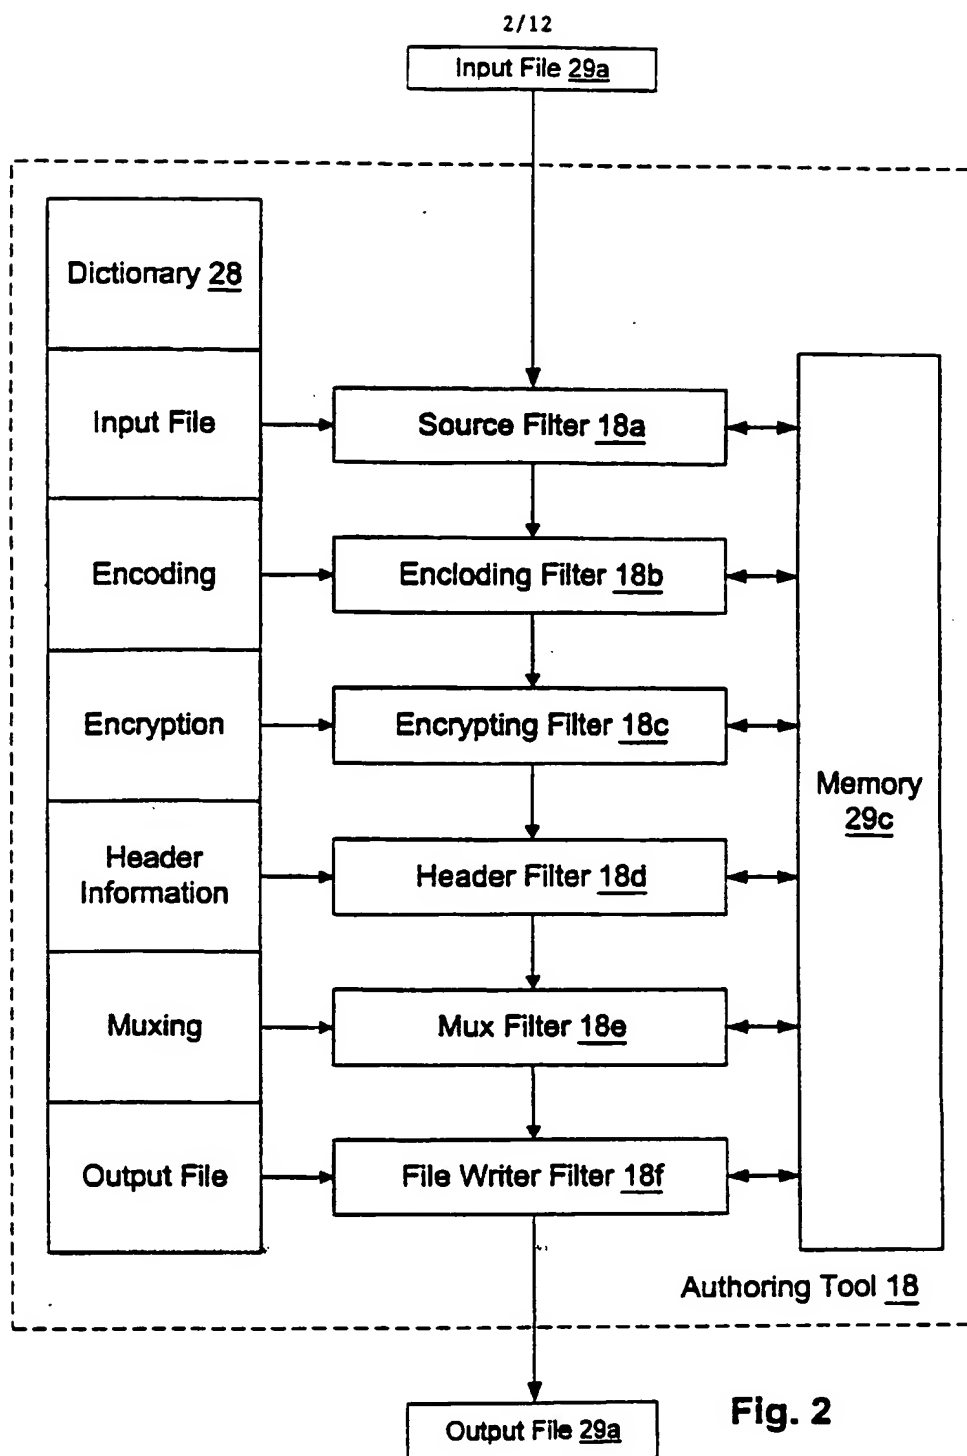 2/12
Input File 29a
Dictionary 28
Input File
Source Filter 18a
Encoding
Encloding Filter 18b
Encryption
Encrypting Filter 18c
Memory
29c
Header
Information
Header Filter 18d
Muxing
Mux Filter 18e
Output File
File Writer Filter 18f
Authoring Tool 18
Output File 29a
Fig. 2